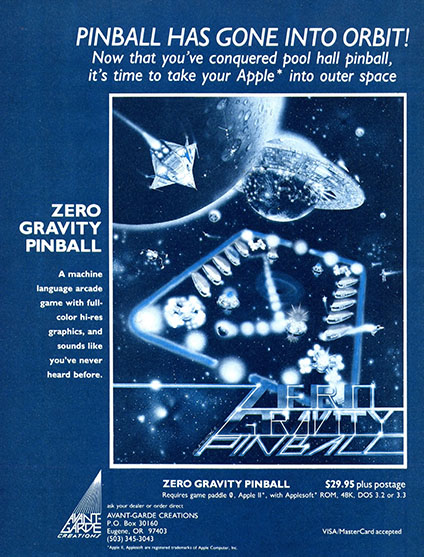 PINBALL HAS GONE INTO ORBIT!
Now that you've conquered pool hall pinball,
it's time to take your Apple* into outer space
ZERO
GRAVITY
PINBALL
A machine
language arcade
game with full-
color hi-res
graphics, and
sounds like
you've never
heard before.
ZERO
GRAVITY
PINBALL
ZERO GRAVITY PINBALL $29.95 plus postage
Requires game paddle 0, Apple II*, with Applesoft* ROM, 48K, DOS 3.2 or 3.3
AVANT-
GARDE
CREATIONS
ask your dealer or order direct
AVANT-GARDE CREATIONS
P.O. Box 30160
Eugene, OR 97403
(503) 345-3043 VISA/MasterCard accepted
*Apple II, Applesoft are registered trademarks of Apple Computer, Inc.